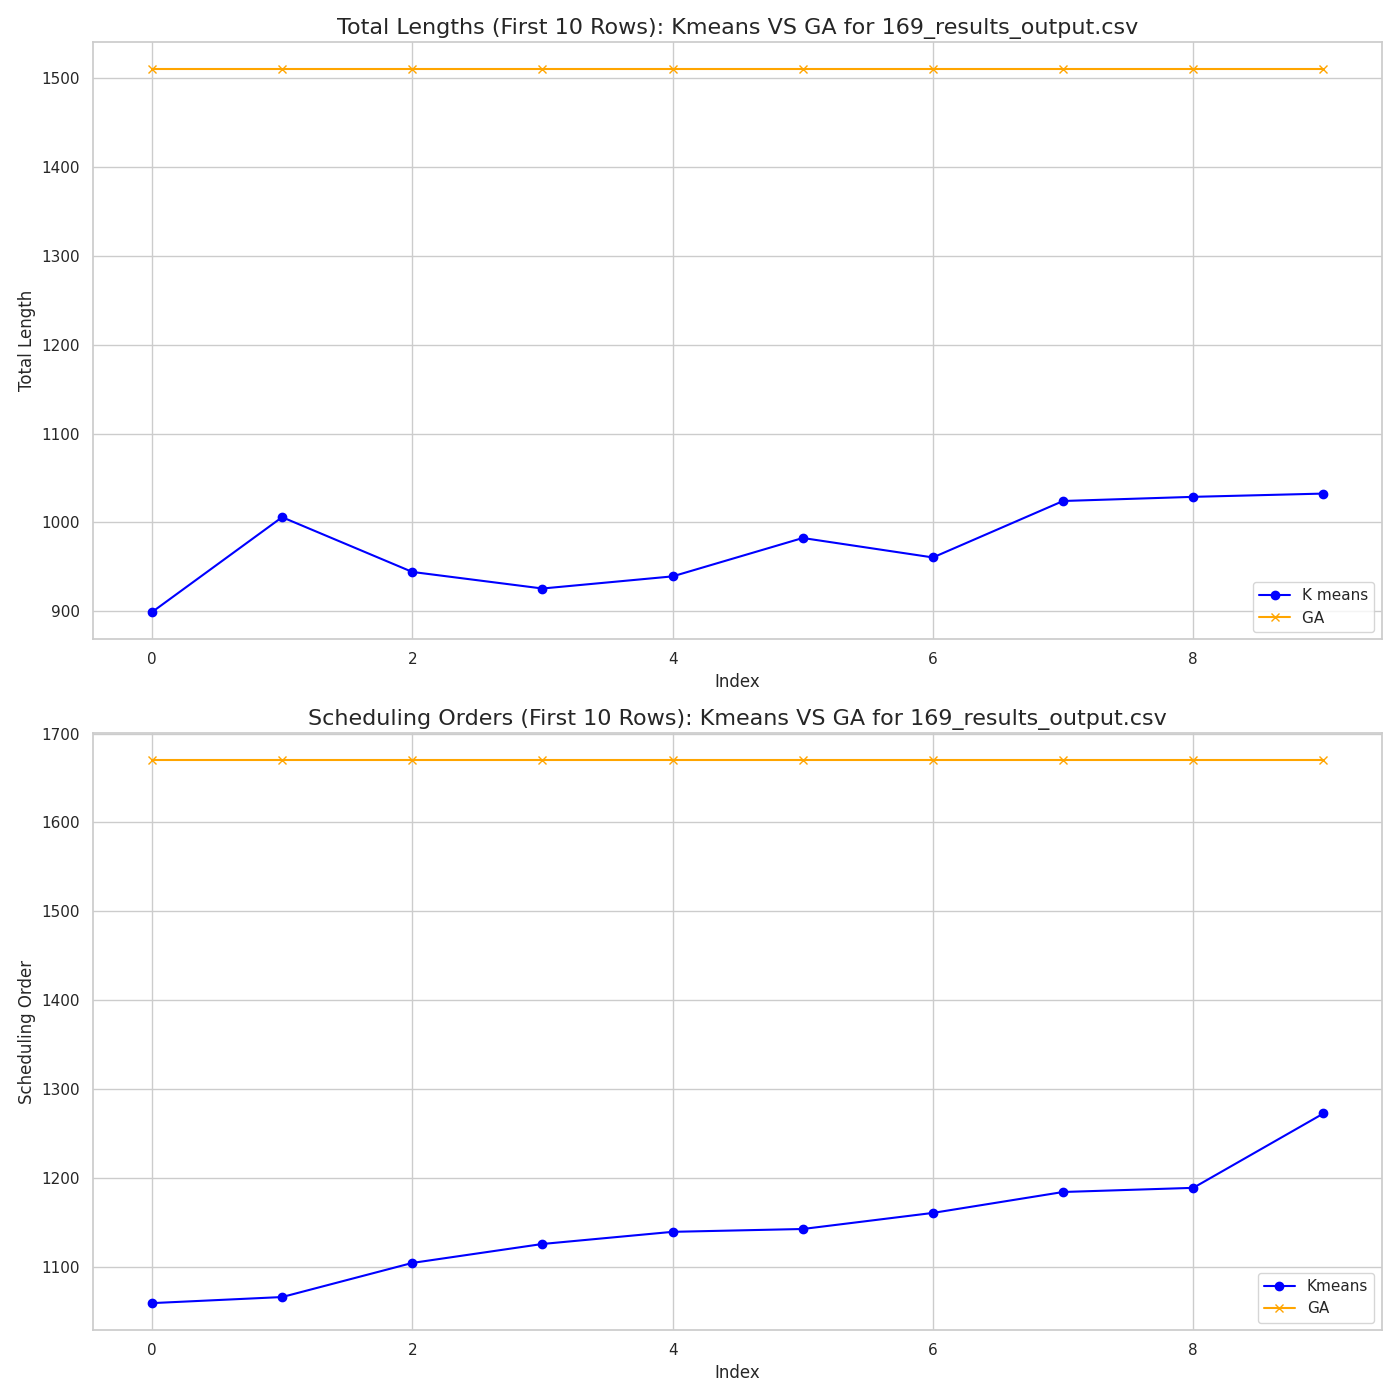 Total Lengths (First 10 Rows): Kmeans VS GA for 169_results_output.csv
1500
1400
1300
1200
1100
1000
900
Total Length
0 2 4 6 8
Index
K means
GA
Scheduling Orders (First 10 Rows): Kmeans VS GA for 169_results_output.csv
1700
1600
1500
1400
1300
1200
1100
Scheduling Order
0 2 4 6 8
Index
Kmeans
GA